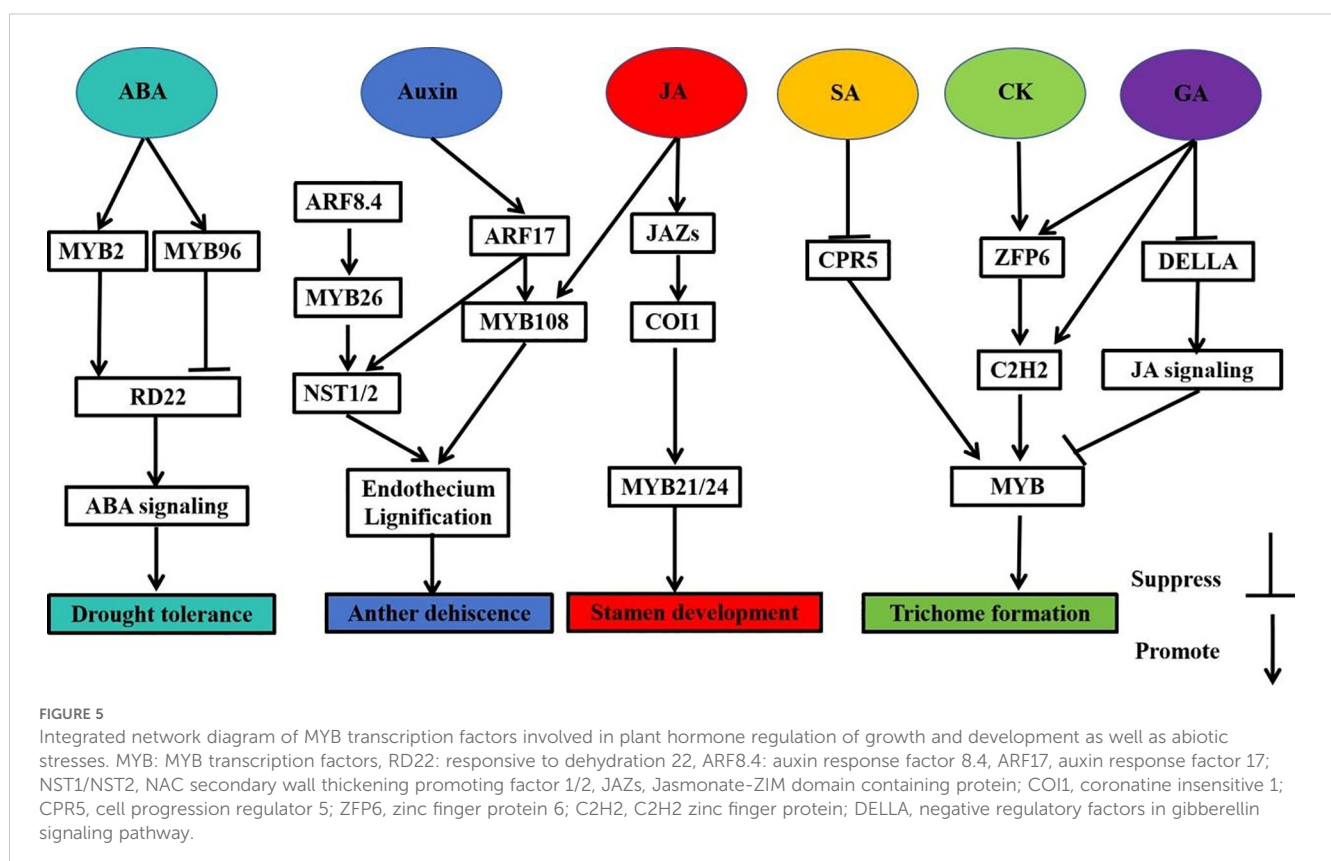 ABA
Auxin
JA
SA
CK
GA
ARF8.4
MYB2
MYB96
ARF17
JAZs
CPR5
ZFP6
DELLA
MYB26
MYB108
COI1
RD22
NST1/2
C2H2
JA signaling
ABA signaling
Endothecium
Lignification
MYB21/24
MYB
Suppress
Drought tolerance
Anther dehiscence
Stamen development
Trichome formation
Promote
FIGURE 5
Integrated network diagram of MYB transcription factors involved in plant hormone regulation of growth and development as well as abiotic
stresses. MYB: MYB transcription factors, RD22: responsive to dehydration 22, ARF8.4: auxin response factor 8.4, ARF17, auxin response factor 17;
NST1/NST2, NAC secondary wall thickening promoting factor 1/2, JAZs, Jasmonate-ZIM domain containing protein; COI1, coronatine insensitive 1;
CPR5, cell progression regulator 5; ZFP6, zinc finger protein 6; C2H2, C2H2 zinc finger protein; DELLA, negative regulatory factors in gibberellin
signaling pathway.